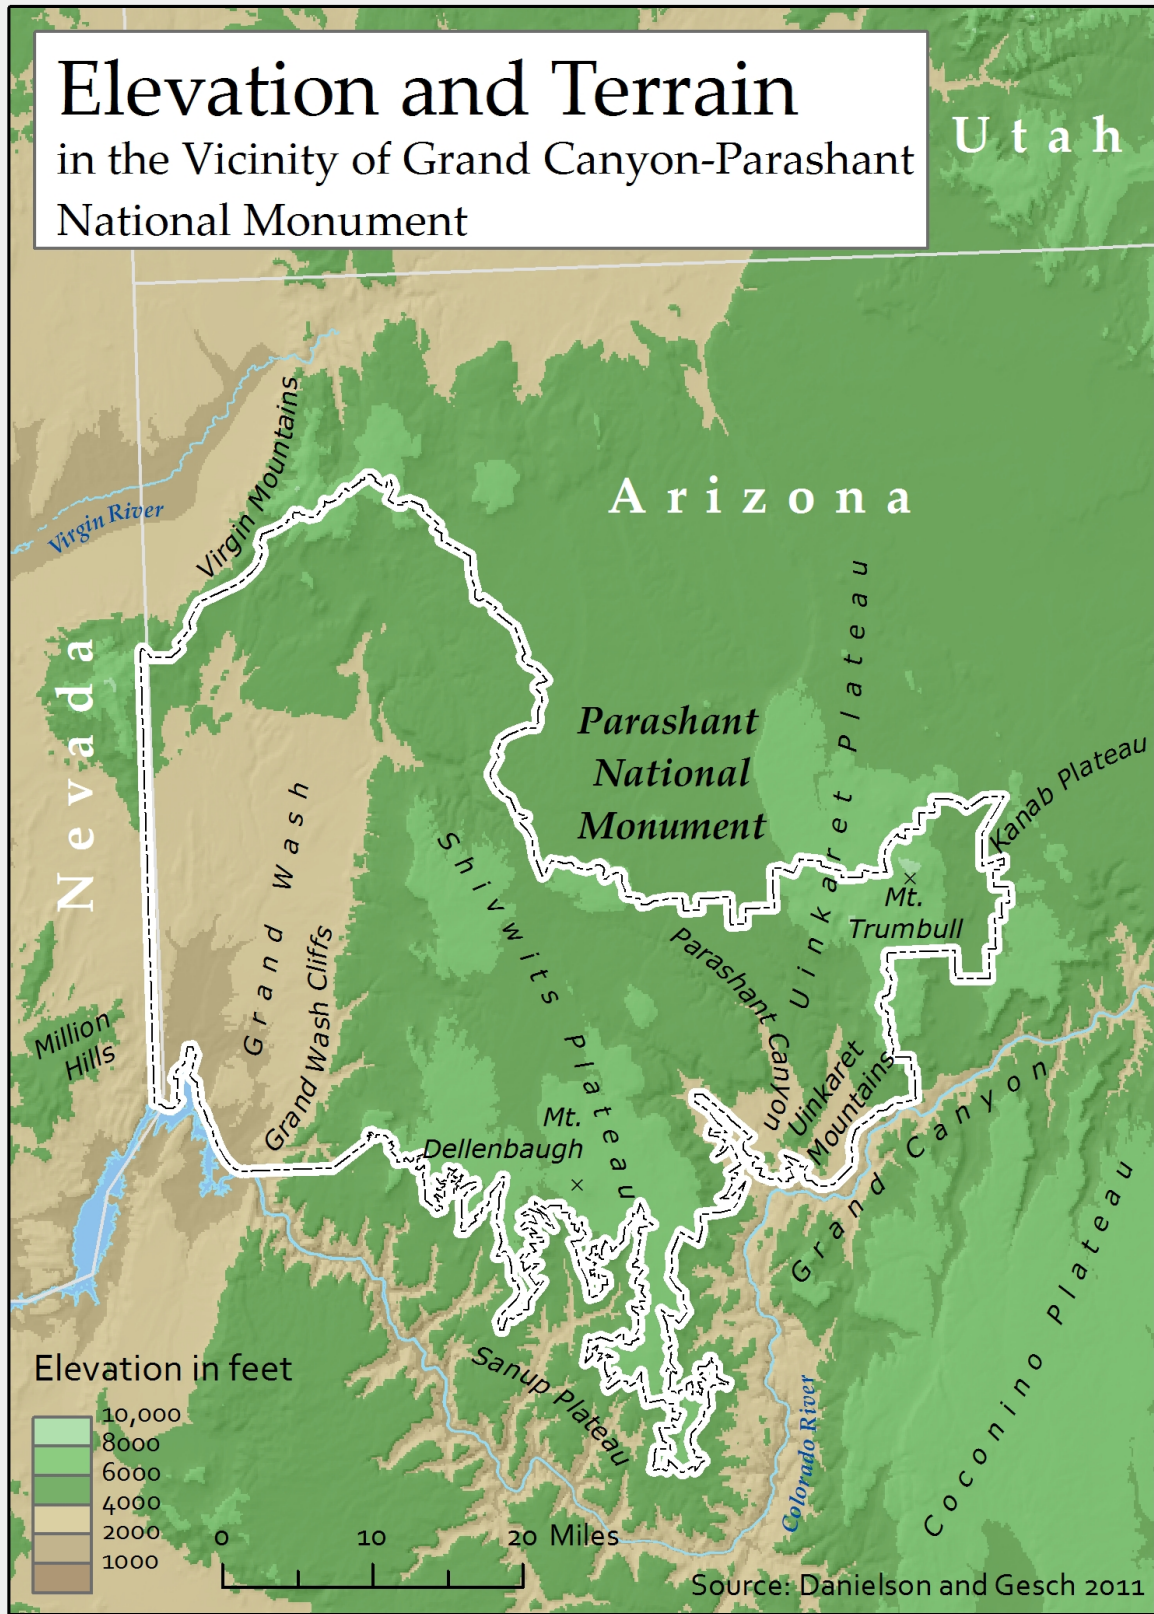 Elevation and Terrain
in the Vicinity of Grand Canyon-Parashant
National Monument
Utah
Virgin Mountains
Virgin River
Arizona
Nevada
Parashant
National
Monument
Uinkaret Plateau
Kanab Plateau
Grand Wash
Shivwits Plateau
Mt.
Trumbull
Grand Wash Cliffs
Parashant Canyon
Million
Hills
Uinkaret
Mountains
Mt.
Dellenbaugh
Grand Canyon
Coconino Plateau
Sanup Plateau
Colorado River
Elevation in feet
10,000
8000
6000
4000
2000
1000
0 10 20 Miles
Source: Danielson and Gesch 2011